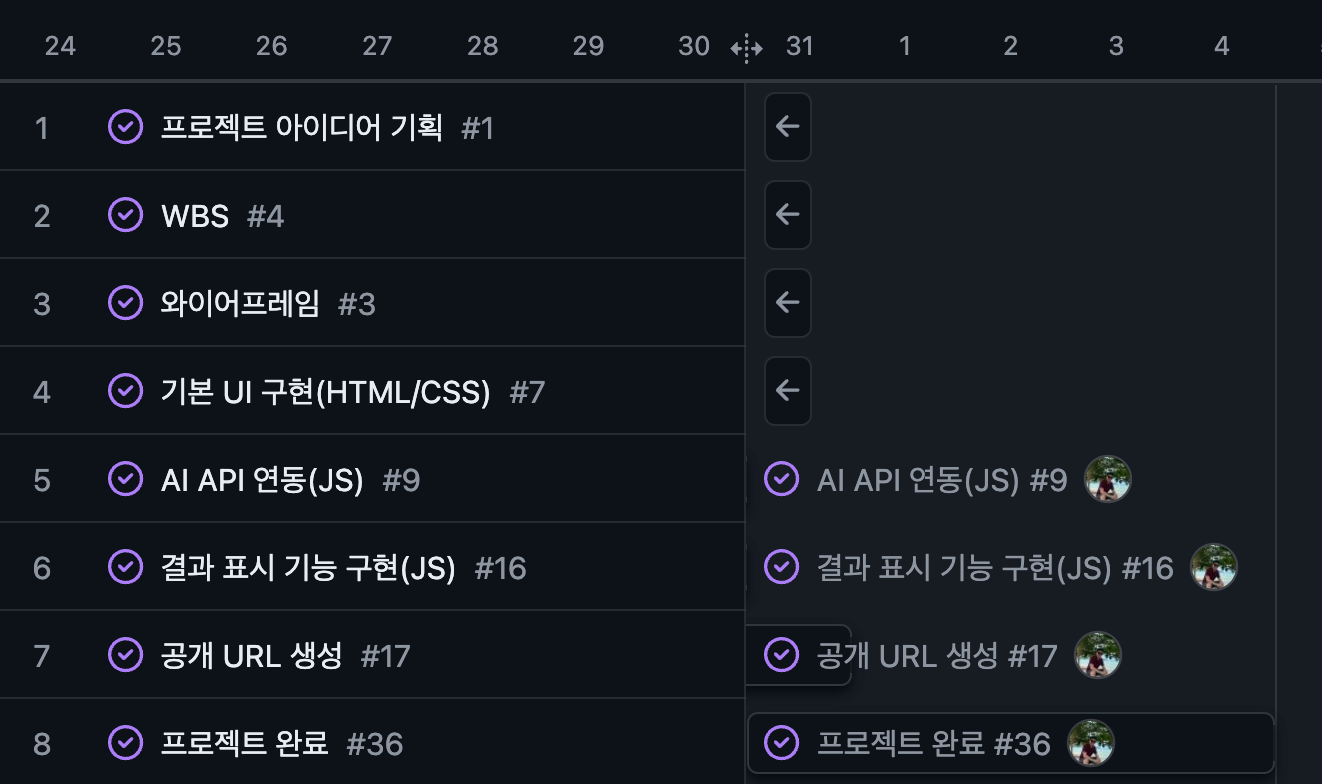 24 25 26 27 28 29 30 31 1 2 3 4
1 프로젝트 아이디어 기획 #1
2 WBS #4
3 와이어프레임 #3
4 기본 UI 구현(HTML/CSS) #7
5 AI API 연동(JS) #9 AI API 연동(JS) #9
6 결과 표시 기능 구현(JS) #16 결과 표시 기능 구현(JS) #16
7 공개 URL 생성 #17 공개 URL 생성 #17
8 프로젝트 완료 #36 프로젝트 완료 #36